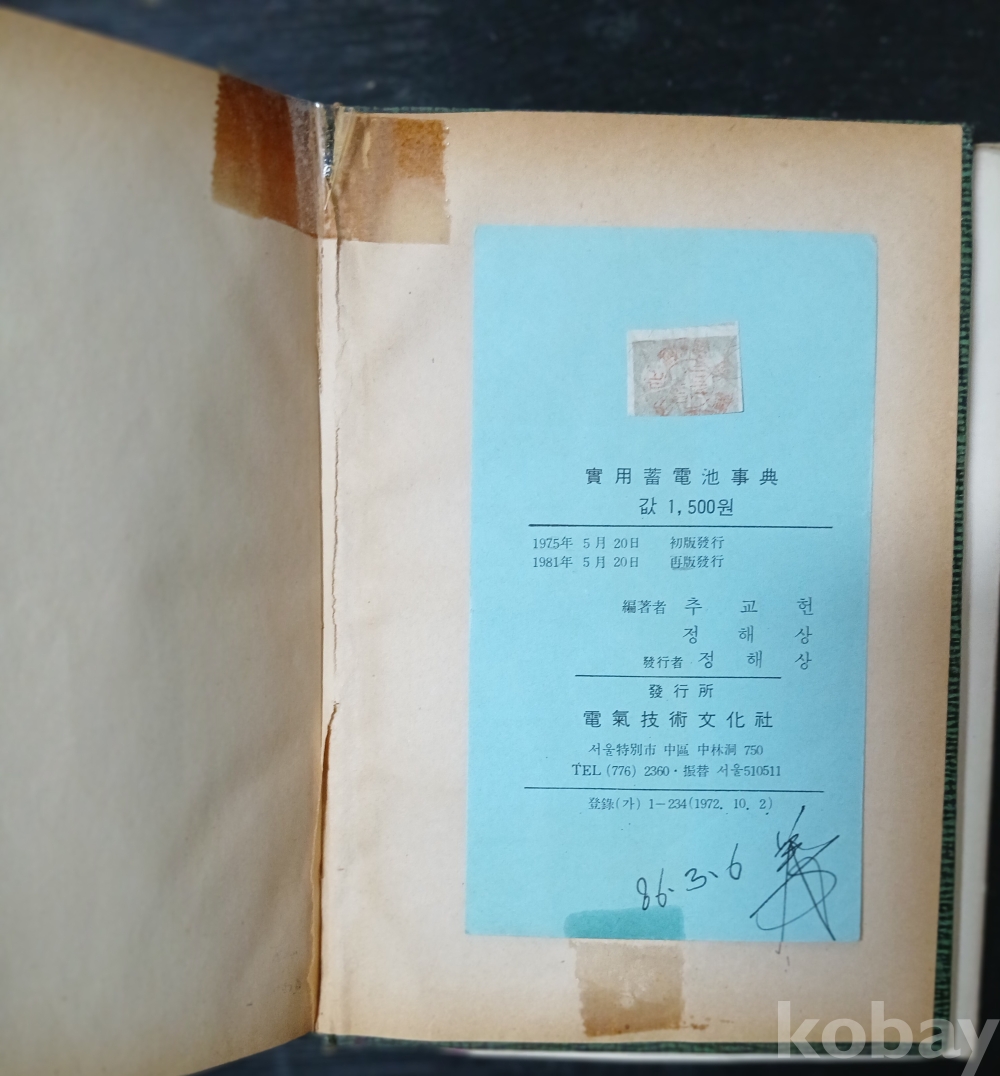 實用蓄電池事典
값 1,500원
1975年 5月 20日 初版發行
1981年 5月 20日 再版發行
編著者 추교헌
정해상
發行者 정해상
發行所
電氣技術文化社
서울特別市 中區 中林洞 750
TEL (776) 2360·振替 서울510511
登錄(가) 1-234(1972. 10. 2)
86. 3. 6
kobay